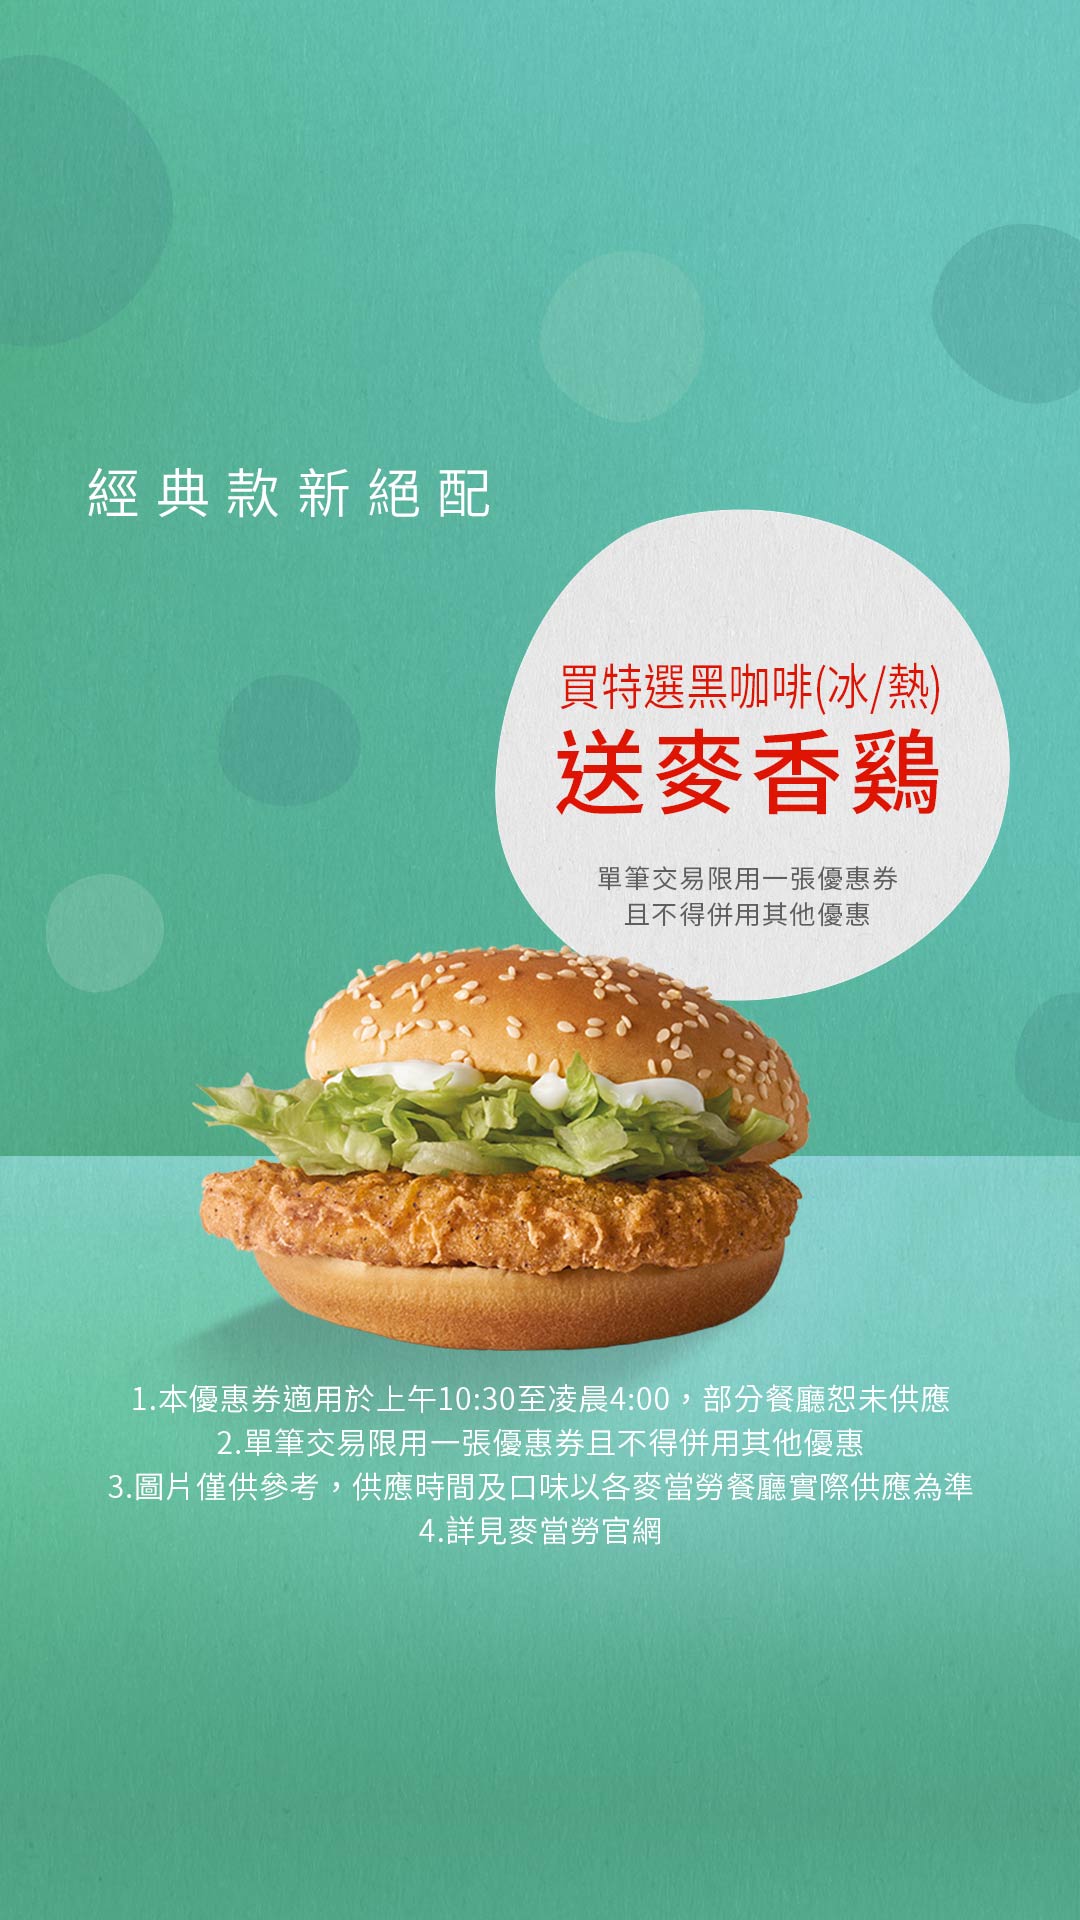 經典款新絕配
買特選黑咖啡(冰/熱)
送麥香鷄
單筆交易限用一張優惠券
且不得併用其他優惠
1.本優惠券適用於上午10:30至凌晨4:00，部分餐廳恕未供應
2.單筆交易限用一張優惠券且不得併用其他優惠
3.圖片僅供參考，供應時間及口味以各麥當勞餐廳實際供應為準
4.詳見麥當勞官網